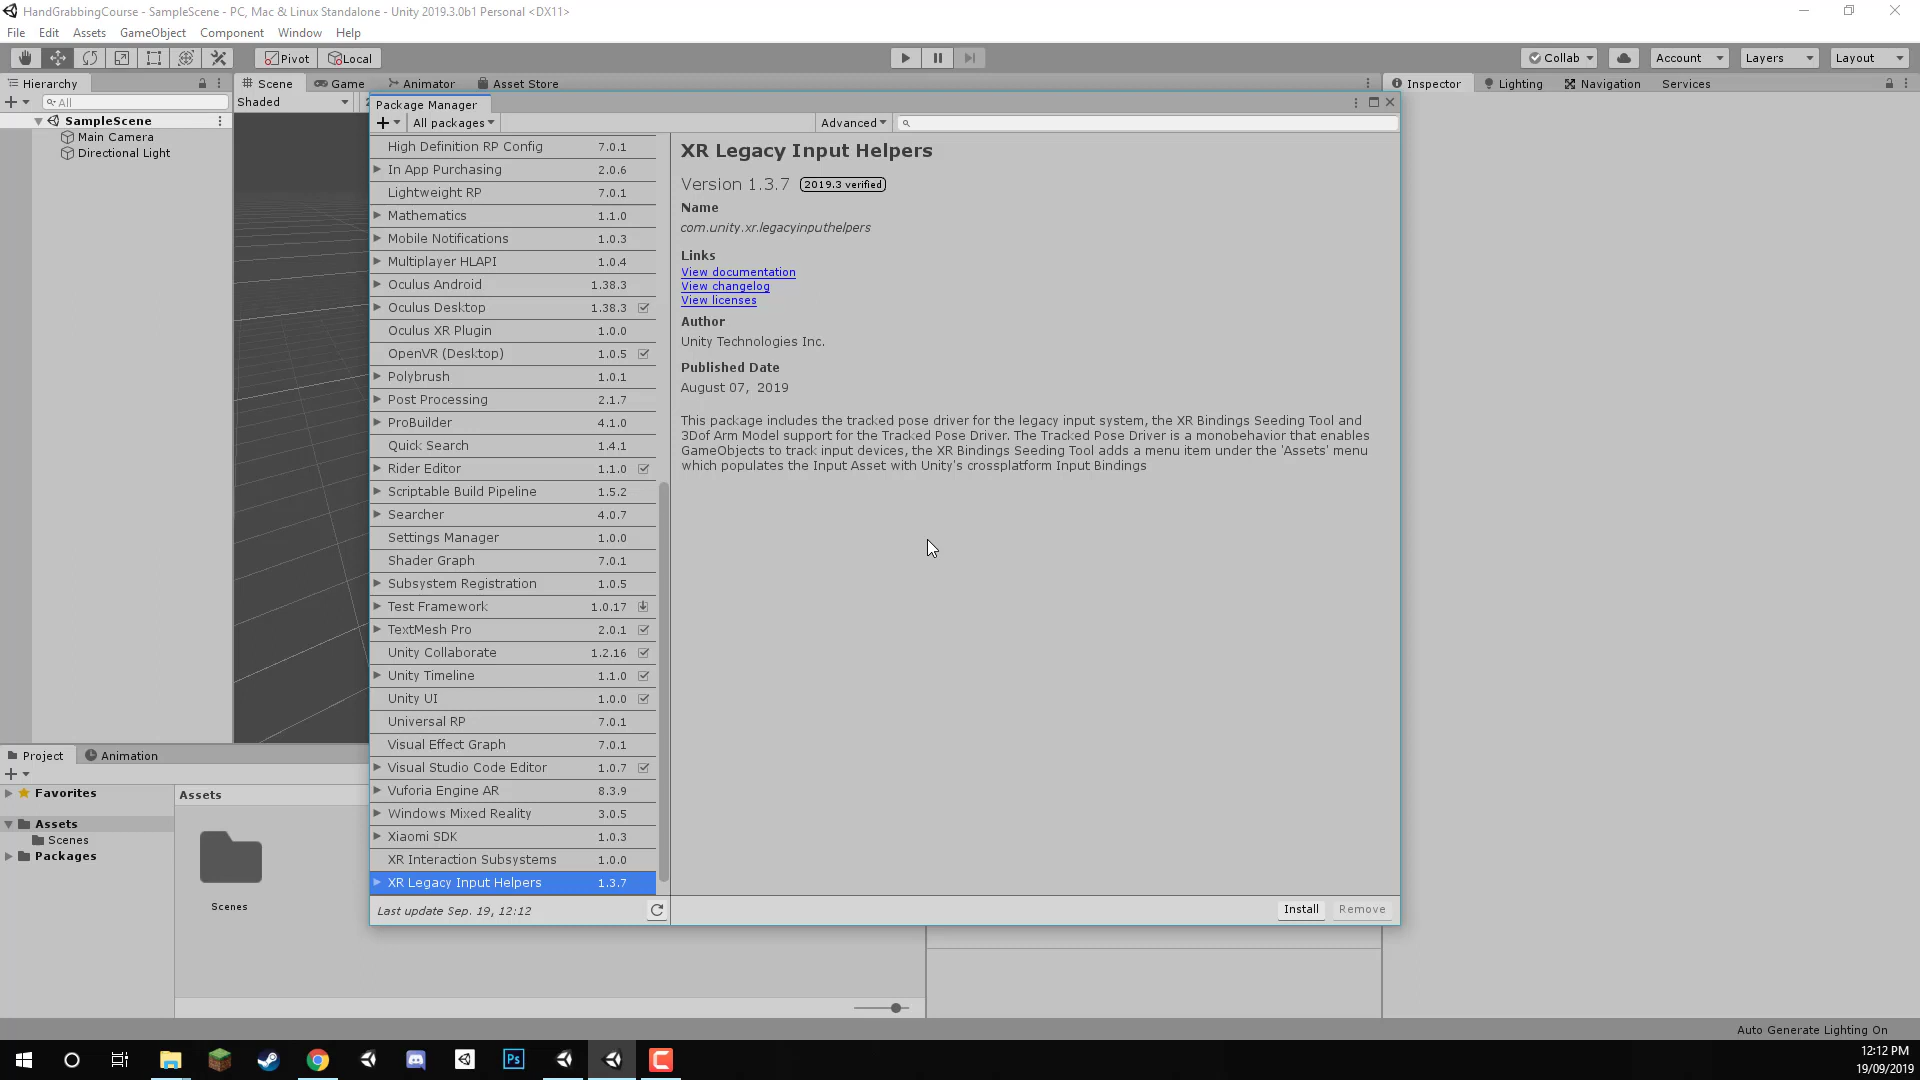 HandGrabbingCourse - SampleScene - PC, Mac & Linux Standalone - Unity 2019.3.0b1 Personal <DX11>
File Edit Assets GameObject Component Window Help
Pivot Local Collab Account Layers Layout
Hierarchy Scene Game Animator Asset Store Inspector Lighting Navigation Services
All Shaded
Package Manager
All packages Advanced
SampleScene
Main Camera
Directional Light
High Definition RP Config 7.0.1
In App Purchasing 2.0.6
Lightweight RP 7.0.1
Mathematics 1.1.0
Mobile Notifications 1.0.3
Multiplayer HLAPI 1.0.4
Oculus Android 1.38.3
Oculus Desktop 1.38.3
Oculus XR Plugin 1.0.0
OpenVR (Desktop) 1.0.5
Polybrush 1.0.1
Post Processing 2.1.7
ProBuilder 4.1.0
Quick Search 1.4.1
Rider Editor 1.1.0
Scriptable Build Pipeline 1.5.2
Searcher 4.0.7
Settings Manager 1.0.0
Shader Graph 7.0.1
Subsystem Registration 1.0.5
Test Framework 1.0.17
TextMesh Pro 2.0.1
Unity Collaborate 1.2.16
Unity Timeline 1.1.0
Unity UI 1.0.0
Universal RP 7.0.1
Visual Effect Graph 7.0.1
Visual Studio Code Editor 1.0.7
Vuforia Engine AR 8.3.9
Windows Mixed Reality 3.0.5
Xiaomi SDK 1.0.3
XR Interaction Subsystems 1.0.0
XR Legacy Input Helpers 1.3.7
Last update Sep. 19, 12:12
XR Legacy Input Helpers
Version 1.3.7 2019.3 verified
Name
com.unity.xr.legacyinputhelpers
Links
View documentation
View changelog
View licenses
Author
Unity Technologies Inc.
Published Date
August 07, 2019
This package includes the tracked pose driver for the legacy input system, the XR Bindings Seeding Tool and
3Dof Arm Model support for the Tracked Pose Driver. The Tracked Pose Driver is a monobehavior that enables
GameObjects to track input devices, the XR Bindings Seeding Tool adds a menu item under the 'Assets' menu
which populates the Input Asset with Unity's crossplatform Input Bindings
Install Remove
Project Animation
Favorites
Assets
Scenes
Packages
Assets
Scenes
Auto Generate Lighting On
Ps
12:12 PM
19/09/2019